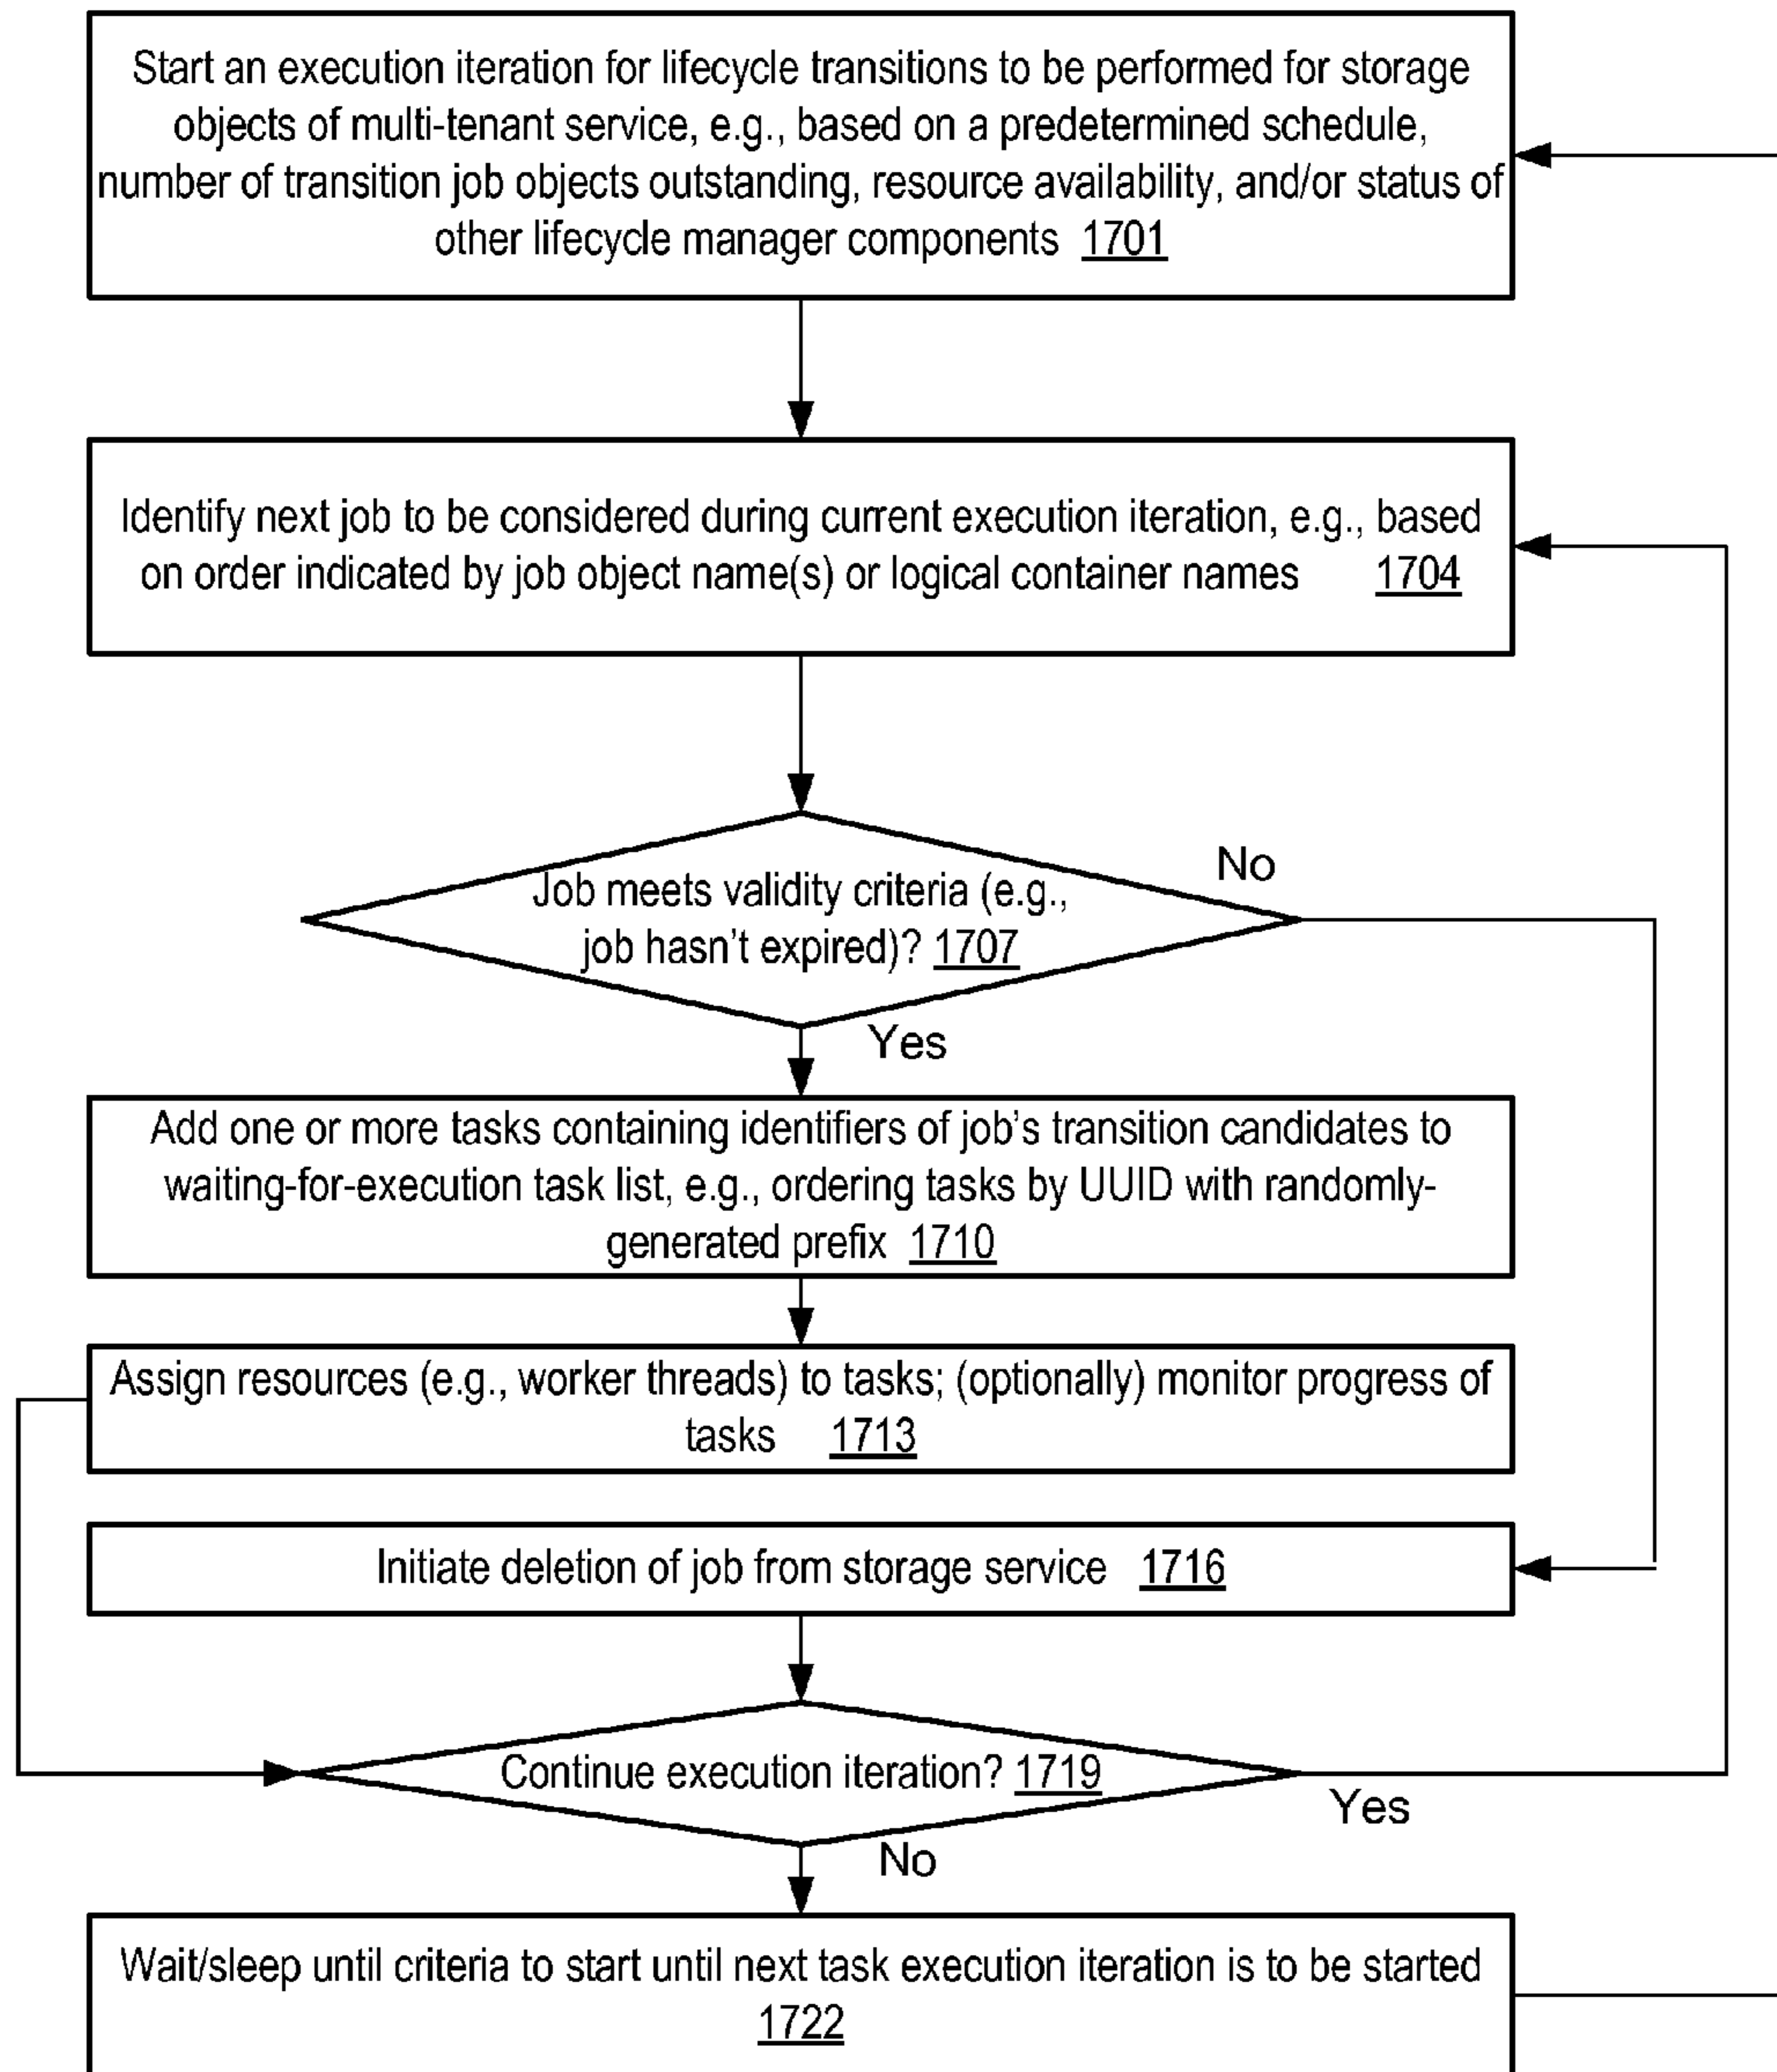 Start an execution iteration for lifecycle transitions to be performed for storage
objects of multi-tenant service, e.g., based on a predetermined schedule,
number of transition job objects outstanding, resource availability, and/or status of
other lifecycle manager components 1701
Identify next job to be considered during current execution iteration, e.g., based
on order indicated by job object name(s) or logical container names 1704
No
Job meets validity criteria (e.g.,
job hasn't expired)? 1707
Yes
Add one or more tasks containing identifiers of job's transition candidates to
waiting-for-execution task list, e.g., ordering tasks by UUID with randomly-
generated prefix 1710
Assign resources (e.g., worker threads) to tasks; (optionally) monitor progress of
tasks 1713
Initiate deletion of job from storage service 1716
Continue execution iteration? 1719
Yes
No
Wait/sleep until criteria to start until next task execution iteration is to be started
1722